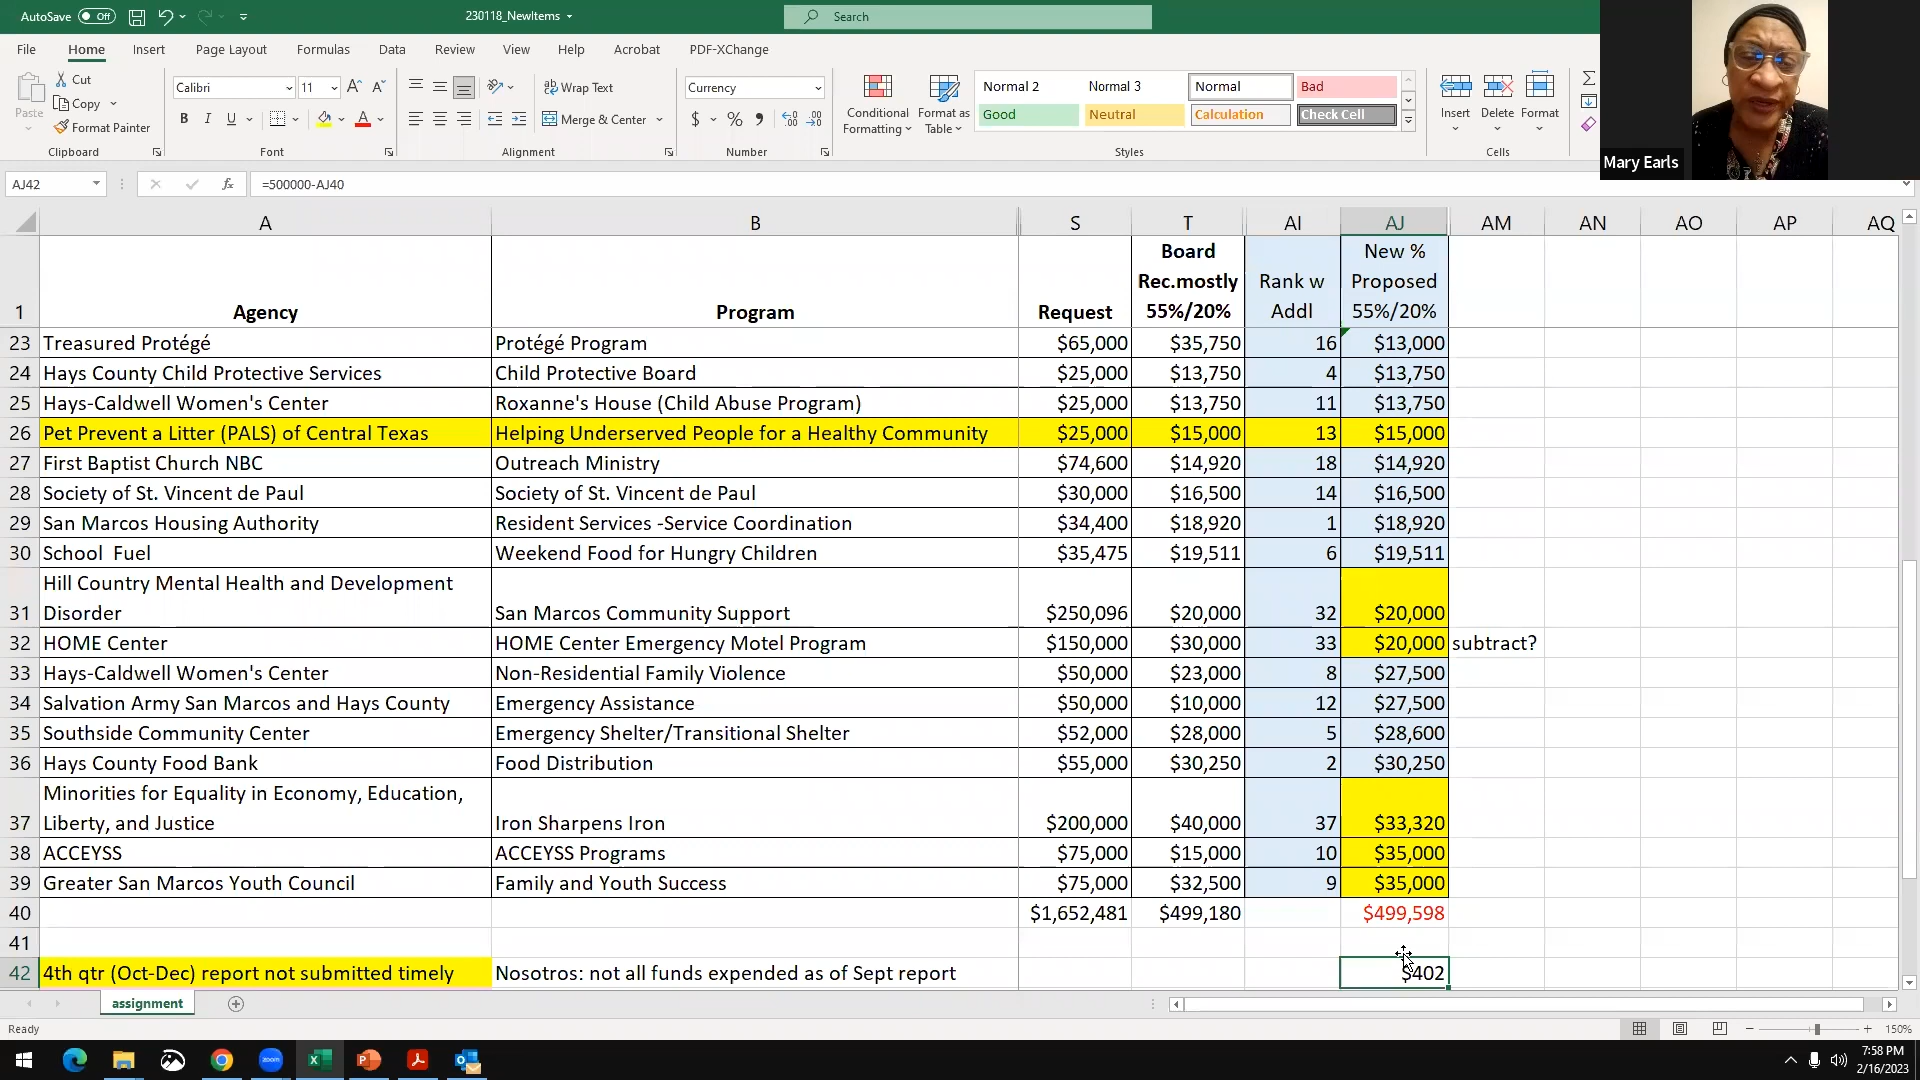 AutoSave Off 230118_NewItems Search
File Home Insert Page Layout Formulas Data Review View Help Acrobat PDF-XChange
Paste Cut Copy Format Painter Clipboard
Calibri 11 B I U A Font
Wrap Text Merge & Center Alignment
Currency $ % Number
Conditional Formatting Format as Table
Normal 2 Normal 3 Normal Bad
Good Neutral Calculation Check Cell
Styles
Insert Delete Format
Cells
Mary Earls
AJ42 fx =500000-AJ40
A B S T AI AJ AM AN AO AP AQ
1 Agency Program Request Board Rec.mostly 55%/20% Rank w Addl New % Proposed 55%/20%
23 Treasured Protégé Protégé Program $65,000 $35,750 16 $13,000
24 Hays County Child Protective Services Child Protective Board $25,000 $13,750 4 $13,750
25 Hays-Caldwell Women's Center Roxanne's House (Child Abuse Program) $25,000 $13,750 11 $13,750
26 Pet Prevent a Litter (PALS) of Central Texas Helping Underserved People for a Healthy Community $25,000 $15,000 13 $15,000
27 First Baptist Church NBC Outreach Ministry $74,600 $14,920 18 $14,920
28 Society of St. Vincent de Paul Society of St. Vincent de Paul $30,000 $16,500 14 $16,500
29 San Marcos Housing Authority Resident Services -Service Coordination $34,400 $18,920 1 $18,920
30 School Fuel Weekend Food for Hungry Children $35,475 $19,511 6 $19,511
Hill Country Mental Health and Development
31 Disorder San Marcos Community Support $250,096 $20,000 32 $20,000
32 HOME Center HOME Center Emergency Motel Program $150,000 $30,000 33 $20,000 subtract?
33 Hays-Caldwell Women's Center Non-Residential Family Violence $50,000 $23,000 8 $27,500
34 Salvation Army San Marcos and Hays County Emergency Assistance $50,000 $10,000 12 $27,500
35 Southside Community Center Emergency Shelter/Transitional Shelter $52,000 $28,000 5 $28,600
36 Hays County Food Bank Food Distribution $55,000 $30,250 2 $30,250
Minorities for Equality in Economy, Education,
37 Liberty, and Justice Iron Sharpens Iron $200,000 $40,000 37 $33,320
38 ACCEYSS ACCEYSS Programs $75,000 $15,000 10 $35,000
39 Greater San Marcos Youth Council Family and Youth Success $75,000 $32,500 9 $35,000
40 $1,652,481 $499,180 $499,598
41
42 4th qtr (Oct-Dec) report not submitted timely Nosotros: not all funds expended as of Sept report $402
assignment
Ready 150%
zoom 7:58 PM
2/16/2023